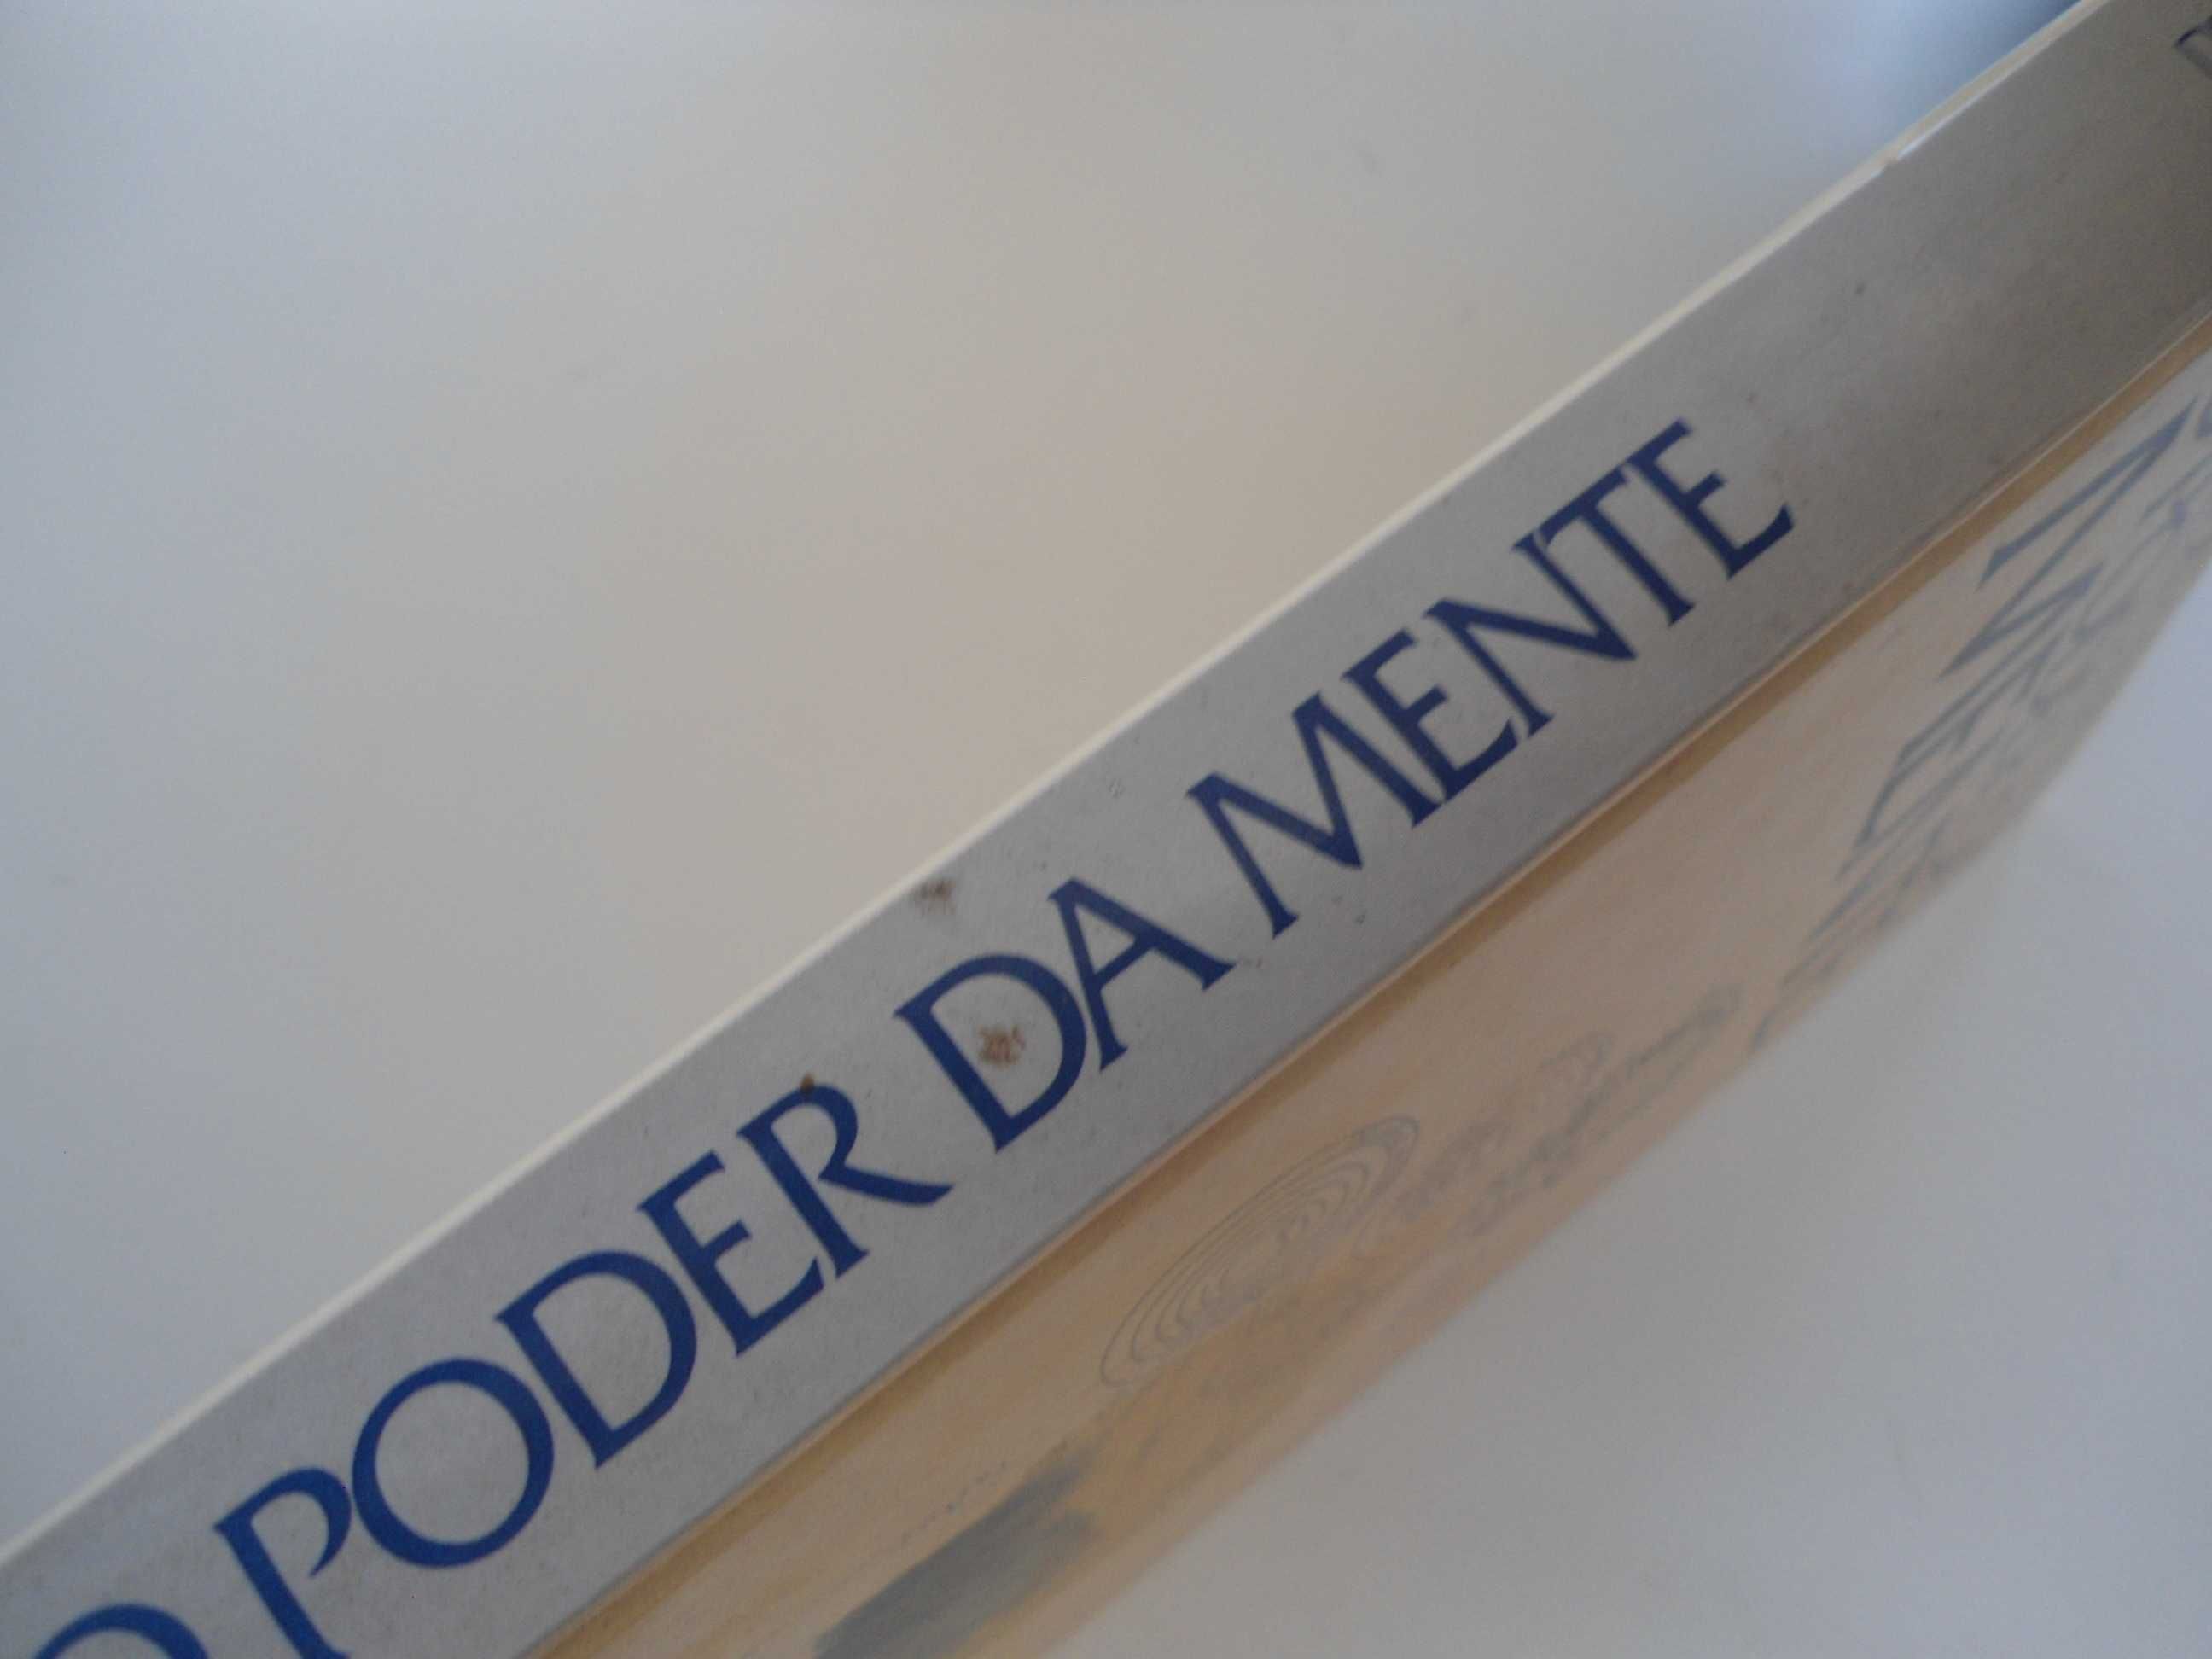 O PODER DA MENTE